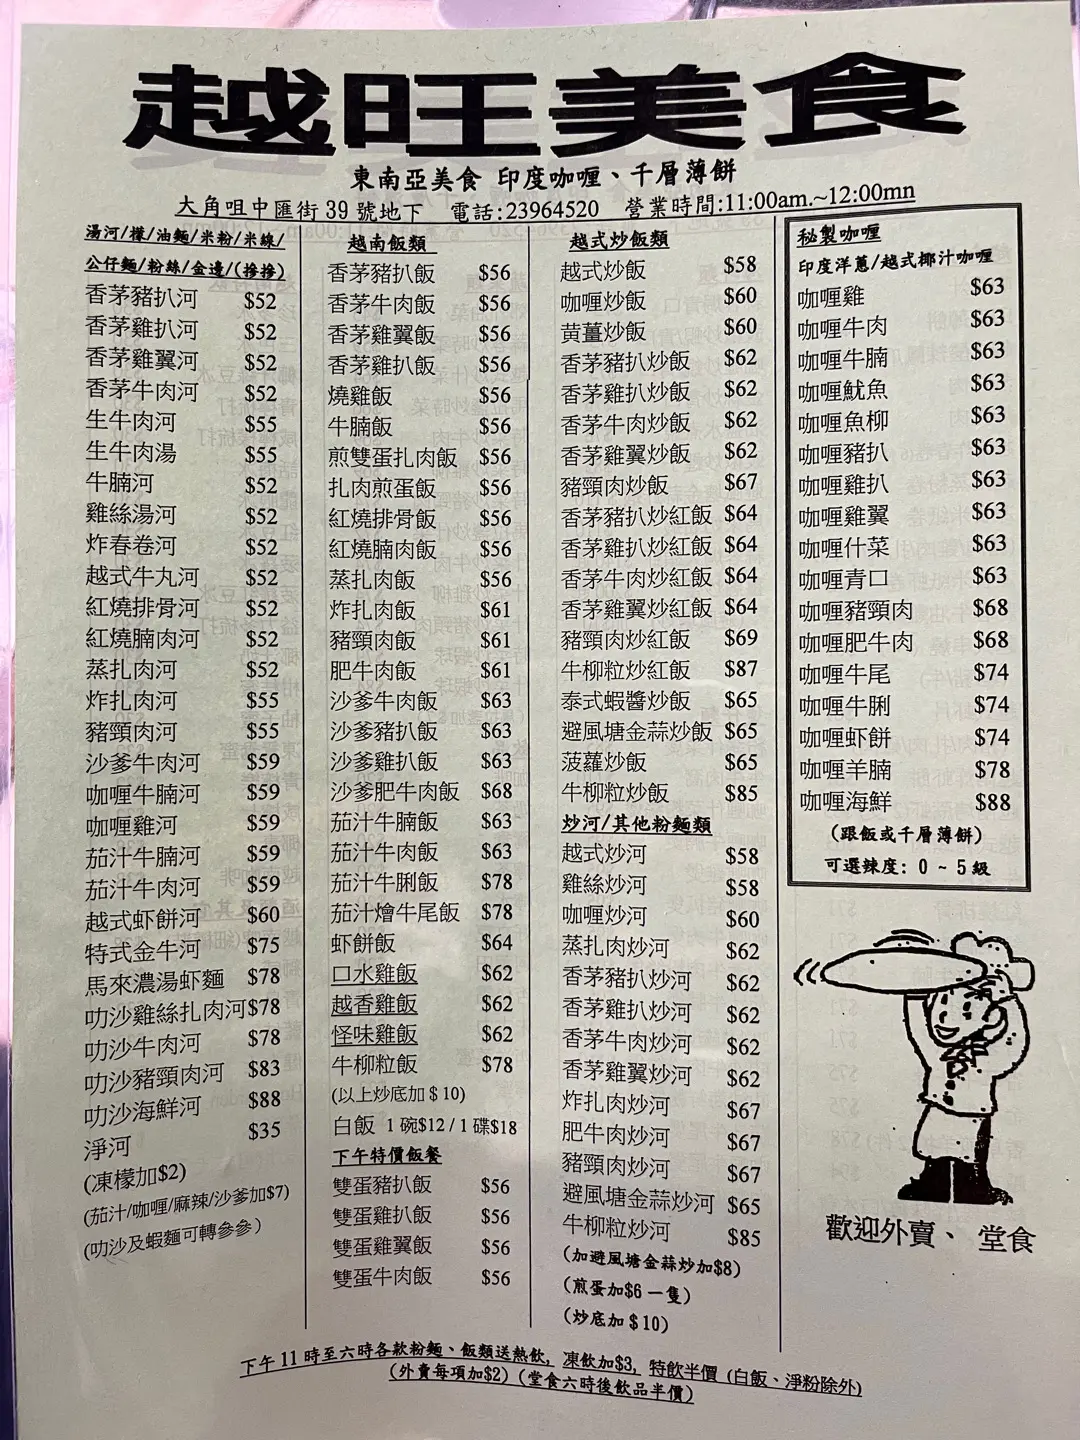 越旺美食
東南亞美食 印度咖喱、千層薄餅
大角咀中匯街 39 號地下 電話:23964520 營業時間:11:00am.~12:00mn
湯河/檬/油麵/米粉/米線/
公仔麵/粉絲/金邊/(摻摻)
香茅豬扒河 $52
香茅雞扒河 $52
香茅雞翼河 $52
香茅牛肉河 $52
生牛肉河 $55
生牛肉湯 $55
牛腩河 $52
雞絲湯河 $52
炸春卷河 $52
越式牛丸河 $52
紅燒排骨河 $52
紅燒腩肉河 $52
蒸扎肉河 $52
炸扎肉河 $55
豬頸肉河 $55
沙爹牛肉河 $59
咖喱牛腩河 $59
咖喱雞河 $59
茄汁牛腩河 $59
茄汁牛肉河 $59
越式虾餅河 $60
特式金牛河 $75
馬來濃湯虾麵 $78
叻沙雞絲扎肉河 $78
叻沙牛肉河 $78
叻沙豬頸肉河 $83
叻沙海鮮河 $88
淨河 $35
(凍檬加$2)
(茄汁/咖喱/麻辣/沙爹加$7)
(叻沙及蝦麵可轉參參)
越南飯類
香茅豬扒飯 $56
香茅牛肉飯 $56
香茅雞翼飯 $56
香茅雞扒飯 $56
燒雞飯 $56
牛腩飯 $56
煎雙蛋扎肉飯 $56
扎肉煎蛋飯 $56
紅燒排骨飯 $56
紅燒腩肉飯 $56
蒸扎肉飯 $56
炸扎肉飯 $61
豬頸肉飯 $61
肥牛肉飯 $61
沙爹牛肉飯 $63
沙爹豬扒飯 $63
沙爹雞扒飯 $63
沙爹肥牛肉飯 $68
茄汁牛腩飯 $63
茄汁牛肉飯 $63
茄汁牛脷飯 $78
茄汁燴牛尾飯 $78
虾餅飯 $64
口水雞飯 $62
越香雞飯 $62
怪味雞飯 $62
牛柳粒飯 $78
(以上炒底加 $ 10)
白飯 1 碗$12 / 1 碟$18
下午特價飯餐
雙蛋豬扒飯 $56
雙蛋雞扒飯 $56
雙蛋雞翼飯 $56
雙蛋牛肉飯 $56
越式炒飯類
越式炒飯 $58
咖喱炒飯 $60
黄薑炒飯 $60
香茅豬扒炒飯 $62
香茅雞扒炒飯 $62
香茅牛肉炒飯 $62
香茅雞翼炒飯 $62
豬頸肉炒飯 $67
香茅豬扒炒紅飯 $64
香茅雞扒炒紅飯 $64
香茅牛肉炒紅飯 $64
香茅雞翼炒紅飯 $64
豬頸肉炒紅飯 $69
牛柳粒炒紅飯 $87
泰式蝦醬炒飯 $65
避風塘金蒜炒飯 $65
菠蘿炒飯 $65
牛柳粒炒飯 $85
炒河/其他粉麵類
越式炒河 $58
雞絲炒河 $58
咖喱炒河 $60
蒸扎肉炒河 $62
香茅豬扒炒河 $62
香茅雞扒炒河 $62
香茅牛肉炒河 $62
香茅雞翼炒河 $62
炸扎肉炒河 $67
肥牛肉炒河 $67
豬頸肉炒河 $67
避風塘金蒜炒河 $65
牛柳粒炒河 $85
(加避風塘金蒜炒加$8)
(煎蛋加$6 一隻)
(炒底加 $ 10)
秘製咖喱
印度洋蔥/越式椰汁咖喱
咖喱雞 $63
咖喱牛肉 $63
咖喱牛腩 $63
咖喱魷魚 $63
咖喱魚柳 $63
咖喱豬扒 $63
咖喱雞扒 $63
咖喱雞翼 $63
咖喱什菜 $63
咖喱青口 $63
咖喱豬頸肉 $68
咖喱肥牛肉 $68
咖喱牛尾 $74
咖喱牛脷 $74
咖喱虾餅 $74
咖喱羊腩 $78
咖喱海鮮 $88
(跟飯或千層薄餅)
可選辣度: 0 ~ 5 級
歡迎外賣、 堂食
下午 11 時至六時各款粉麵、飯類送熱飲, 凍飲加$3, 特飲半價 (白飯、淨粉除外)
(外賣每項加$2) (堂食六時後飲品半價)